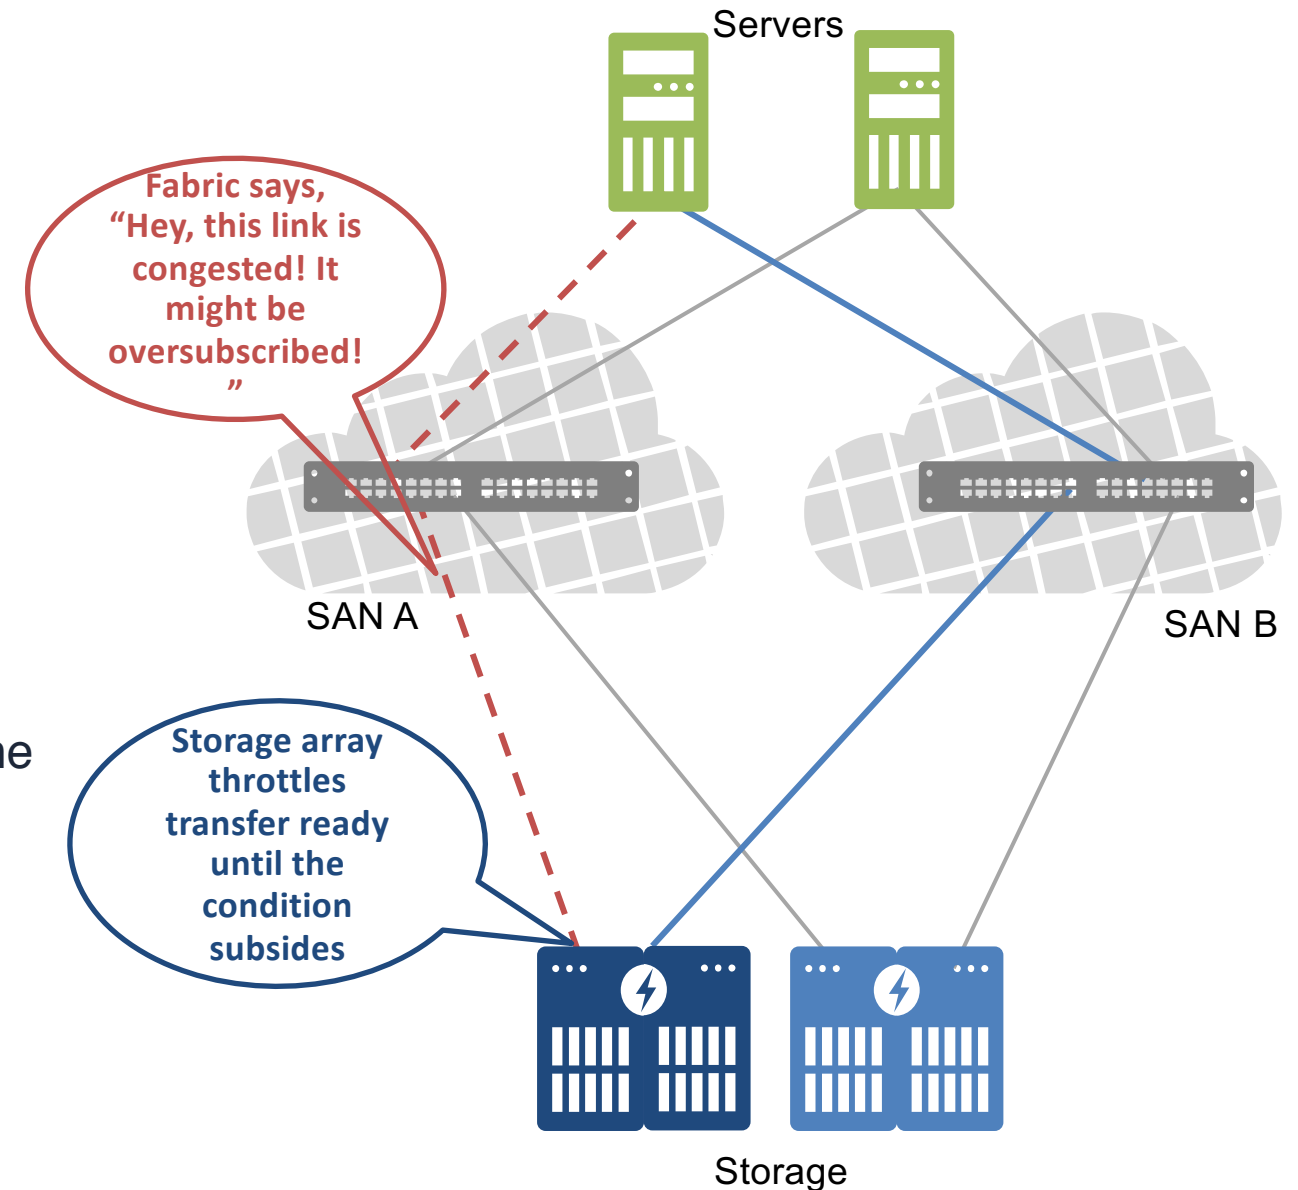 Servers
Fabric says,
“Hey, this link is
congested! It
might be
oversubscribed!
”
SAN A
SAN B
ne
Storage array
throttles
transfer ready
until the
condition
subsides
Storage